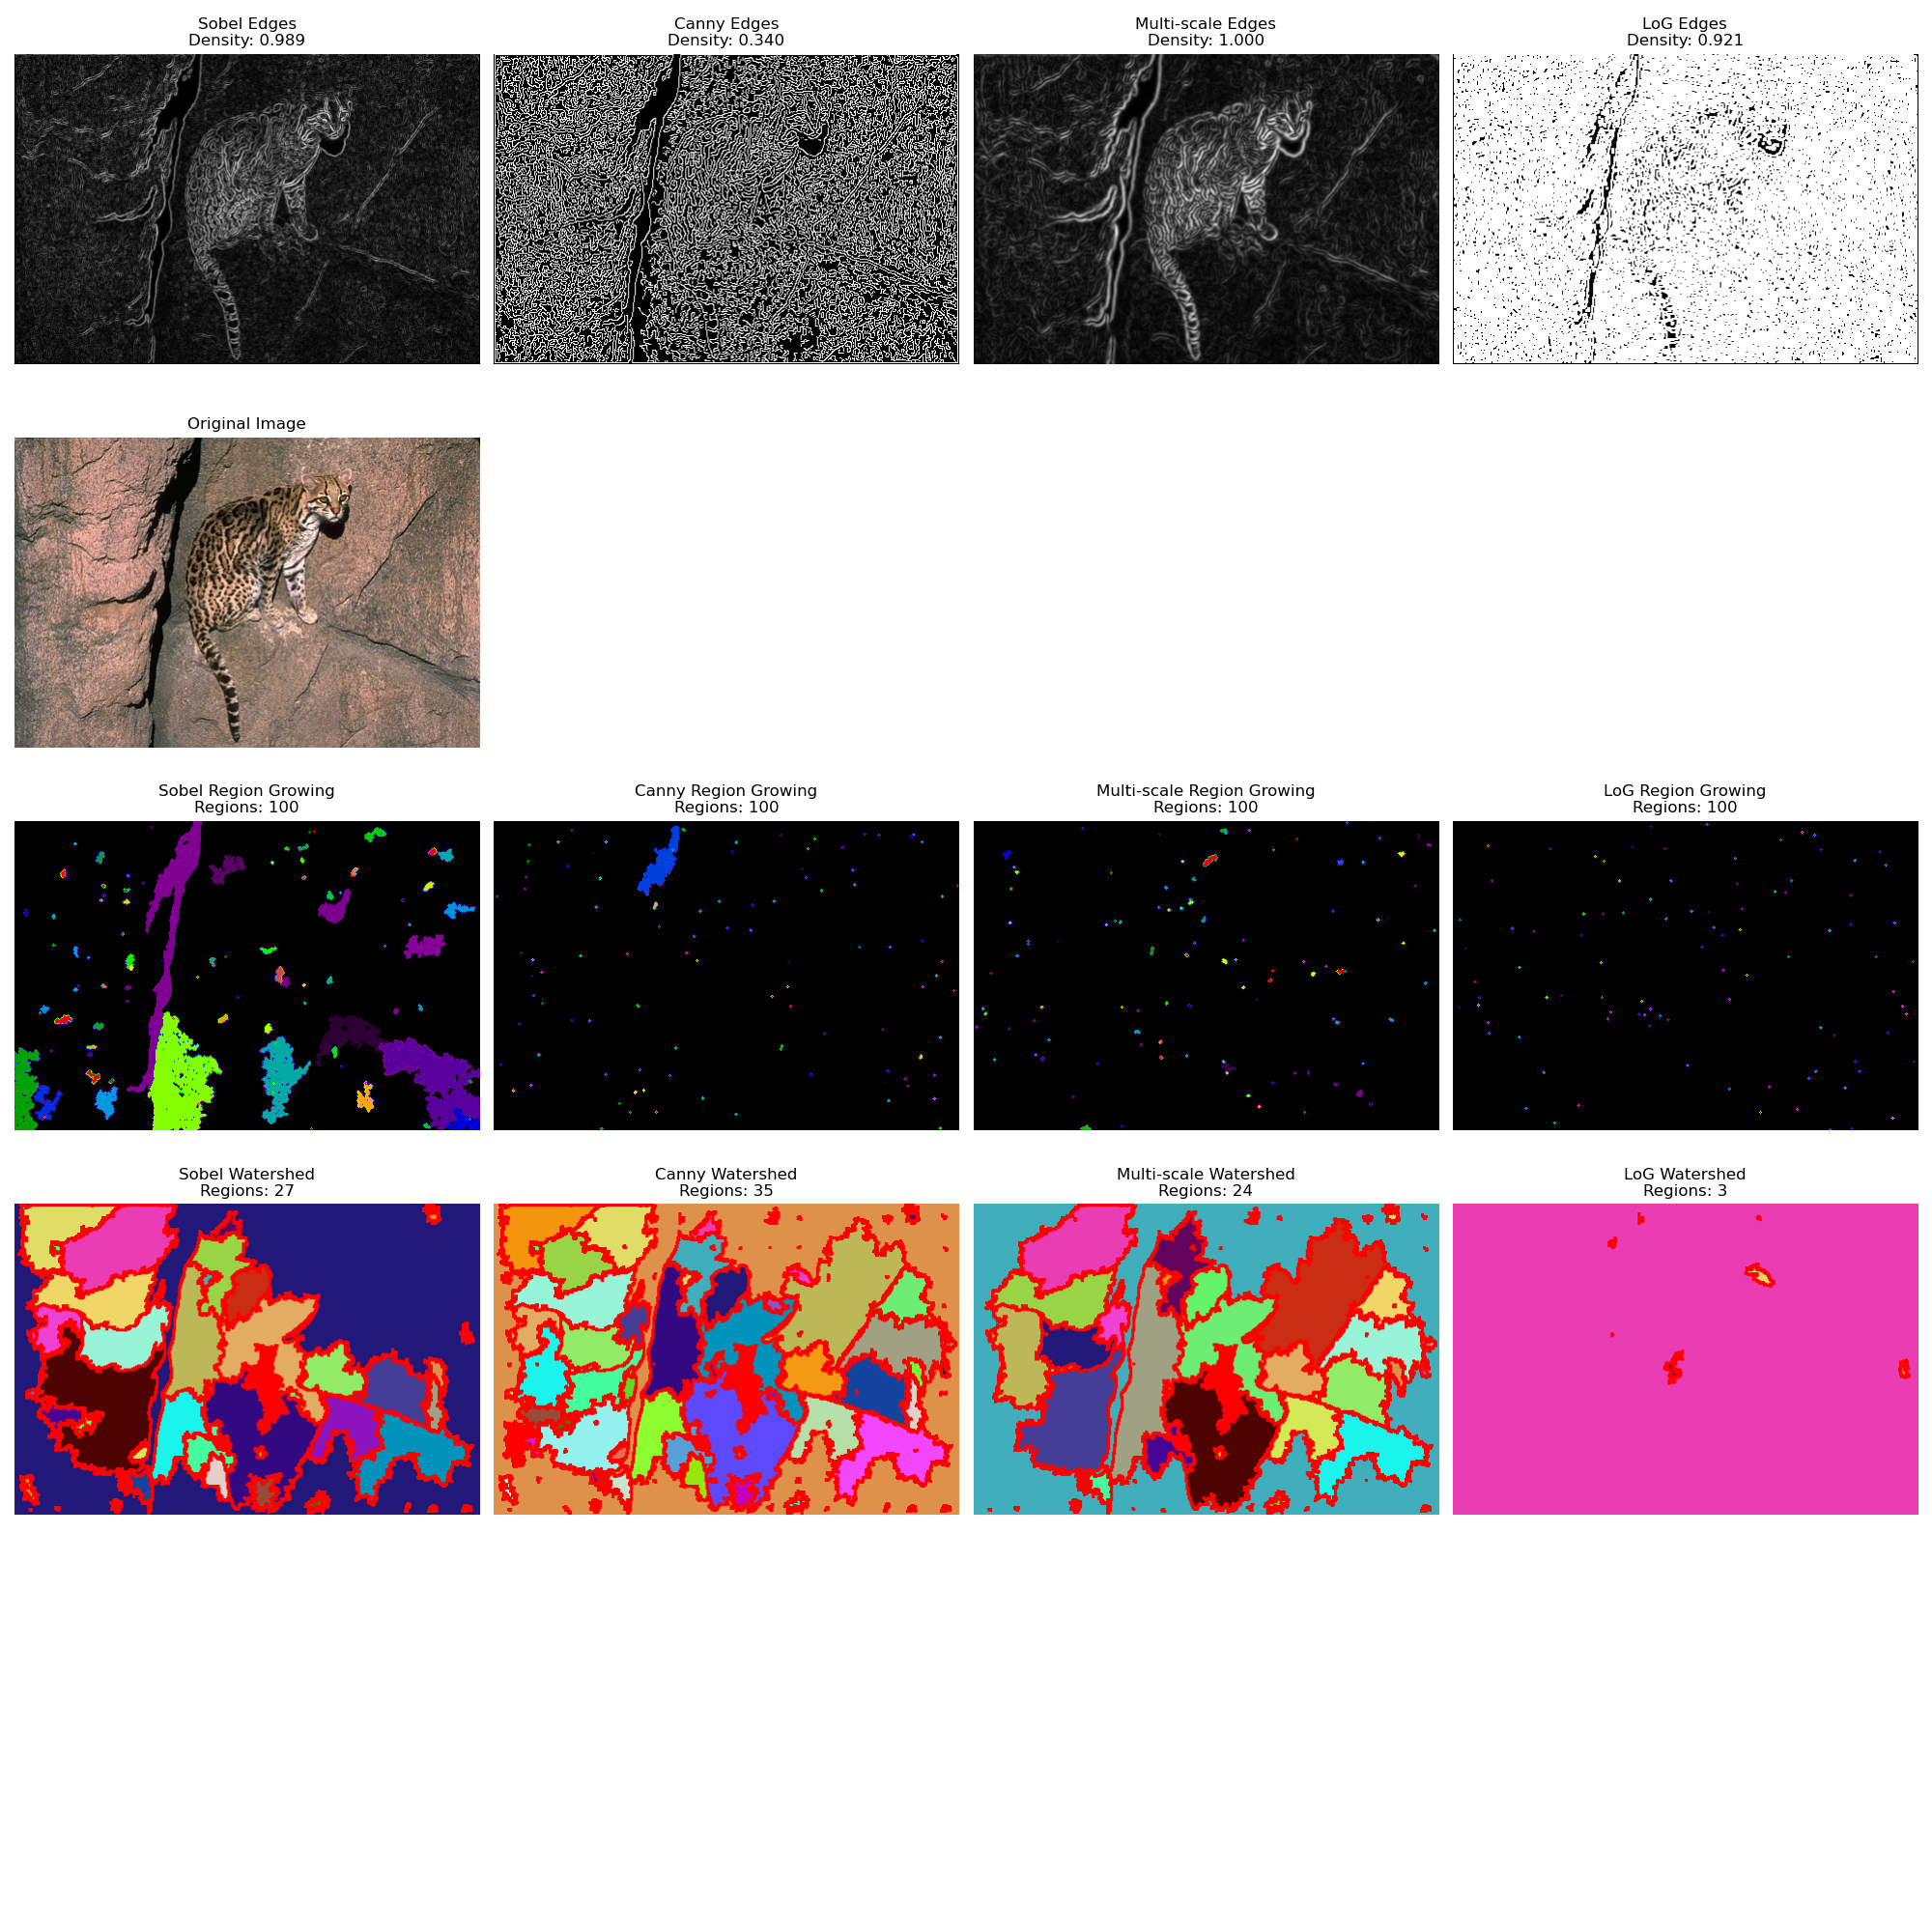 Sobel Edges
Density: 0.989
Canny Edges
Density: 0.340
Multi-scale Edges
Density: 1.000
LoG Edges
Density: 0.921
Original Image
Sobel Region Growing
Regions: 100
Canny Region Growing
Regions: 100
Multi-scale Region Growing
Regions: 100
LoG Region Growing
Regions: 100
Sobel Watershed
Regions: 27
Canny Watershed
Regions: 35
Multi-scale Watershed
Regions: 24
LoG Watershed
Regions: 3